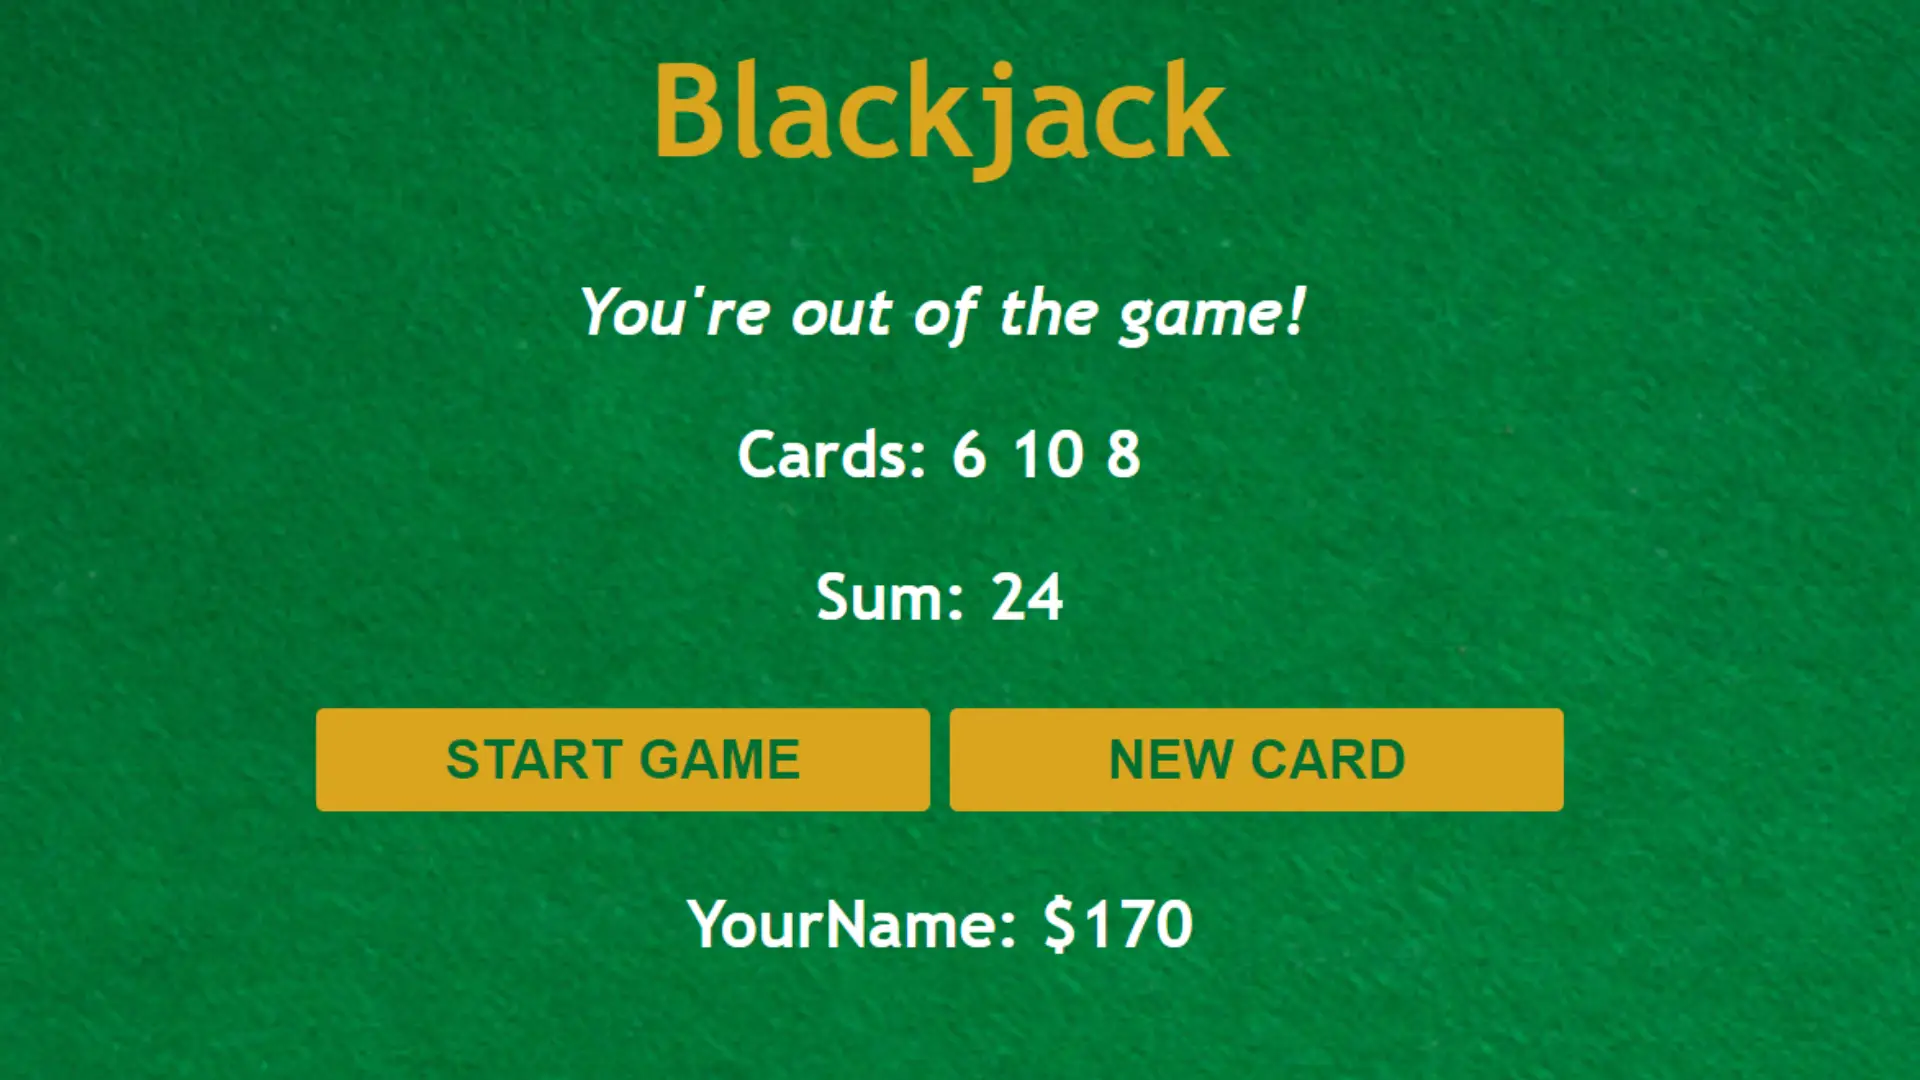 Blackjack
You're out of the game!
Cards: 6 10 8
Sum: 24
START GAME NEW CARD
YourName: $170